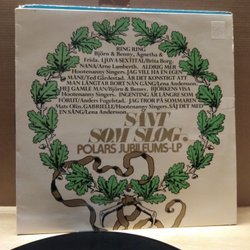 RING RING
Björn & Benny, Agnetha &
Frida. LJUVA SEXTITAL/Brita Borg.
NANA/Arne Lamberth. ALDRIG MER
Hootenanny Singers. JAG VILL HA EN EGEN
MÅNE/Ted Gärdestad. ÄR DET KONSTIGT ATT
MAN LÄNGTAR BORT NÅN GÅNG/Lena Andersson
HEJ GAMLE MAN/Björn & Benny. BJÖRKENS VISA
Hootenanny Singers. INGENTING ÄR LÄNGRE SOM
FÖRUT/Anders Fugelstad. JAG TROR PÅ SOMMAREN
Mats Olin. GABRIELLE/Hootenanny Singers. SÄJ DET MED
EN SÅNG/Lena Andersson
SÅNT
SOM SLOG.
POLARS JUBILEUMS-LP